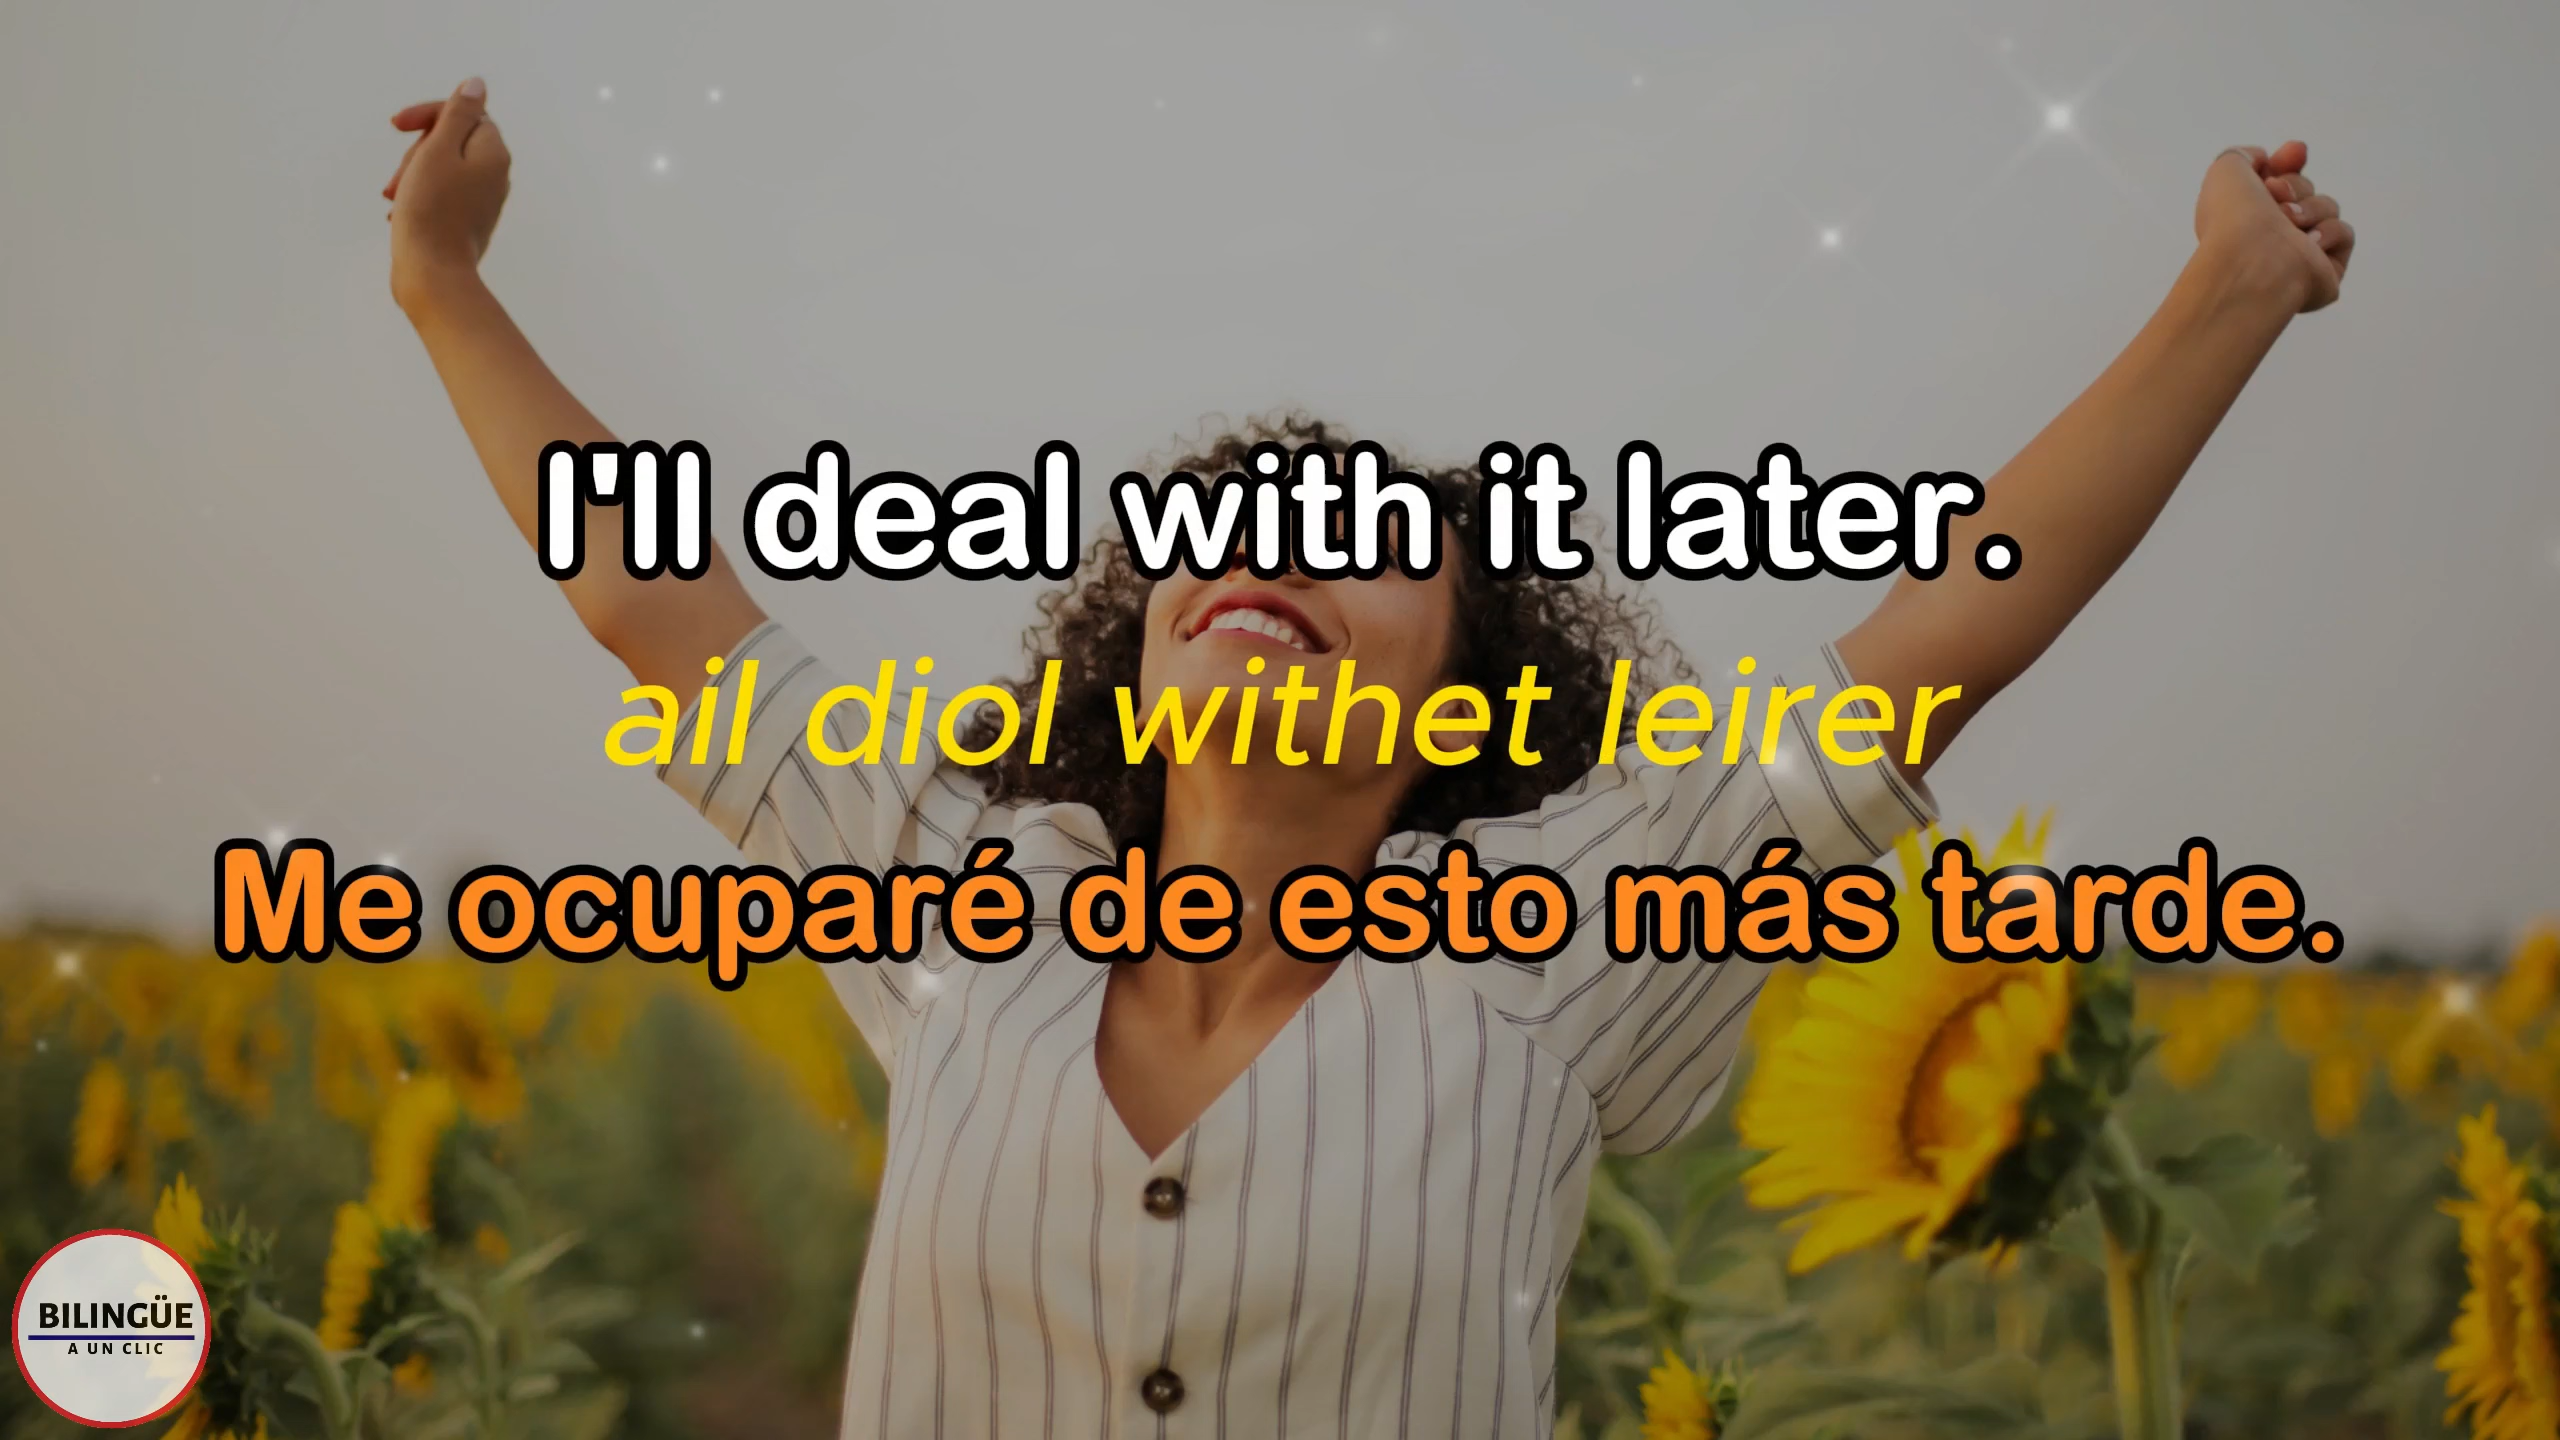 I'll deal with it later.
ail diol withet leirer
Me ocuparé de esto más tarde.
BILINGÜE
A UN CLIC